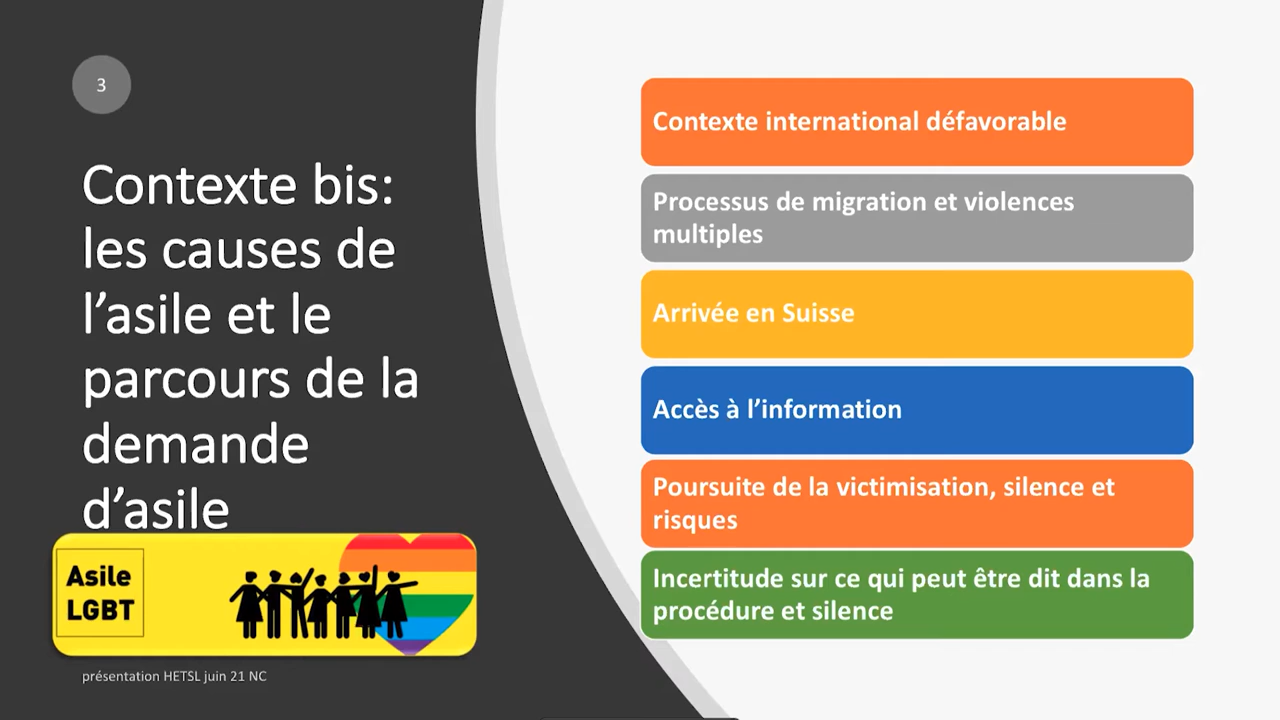 3
Contexte bis:
les causes de
l’asile et le
parcours de la
demande
d’asile
Asile
LGBT
présentation HETSL juin 21 NC
Contexte international défavorable
Processus de migration et violences
multiples
Arrivée en Suisse
Accès à l’information
Poursuite de la victimisation, silence et
risques
Incertitude sur ce qui peut être dit dans la
procédure et silence